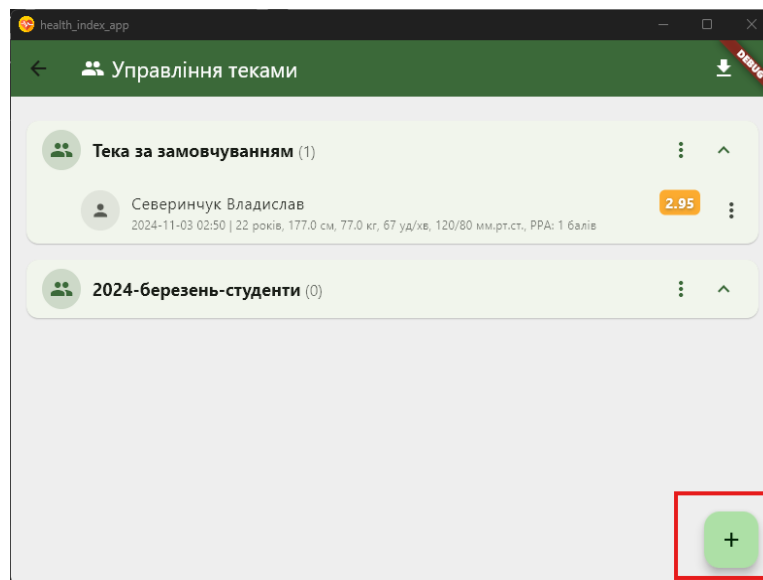 health_index_app
Управління теками
DEBUG
Тека за замовчуванням (1)
Северинчук Владислав
2.95
2024-11-03 02:50 | 22 років, 177.0 см, 77.0 кг, 67 уд/хв, 120/80 мм.рт.ст., РРА: 1 балів
2024-березень-студенти (0)
+